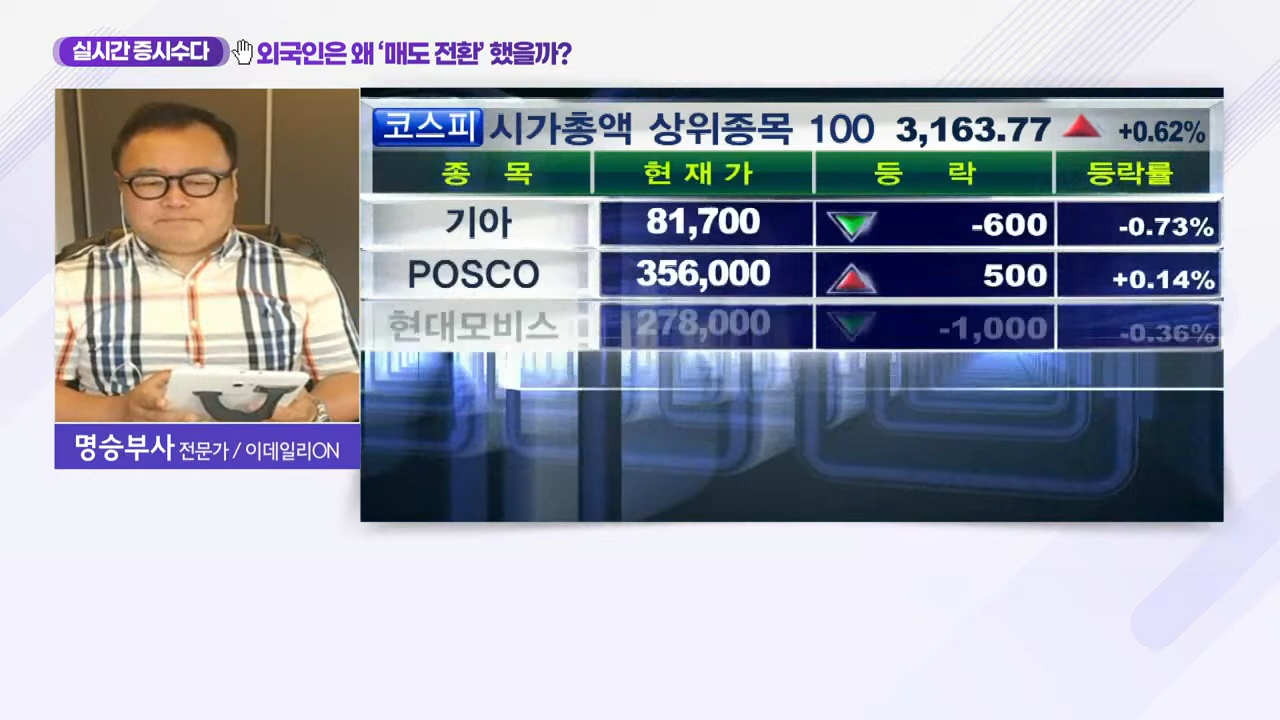 실시간 증시수다 외국인은 왜 '매도 전환' 했을까?
코스피 시가총액 상위종목 100 3,163.77 +0.62%
종 목 현 재 가 등 락 등락률
기아 81,700 -600 -0.73%
POSCO 356,000 500 +0.14%
현대모비스 278,000 -1,000 -0.36%
명승부사 전문가 / 이데일리ON